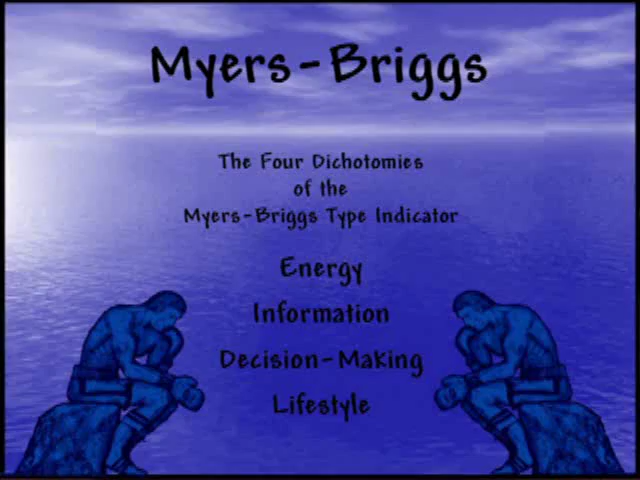 Myers-Briggs
The Four Dichotomies
of the
Myers-Briggs Type Indicator
Energy
Information
Decision-Making
Lifestyle